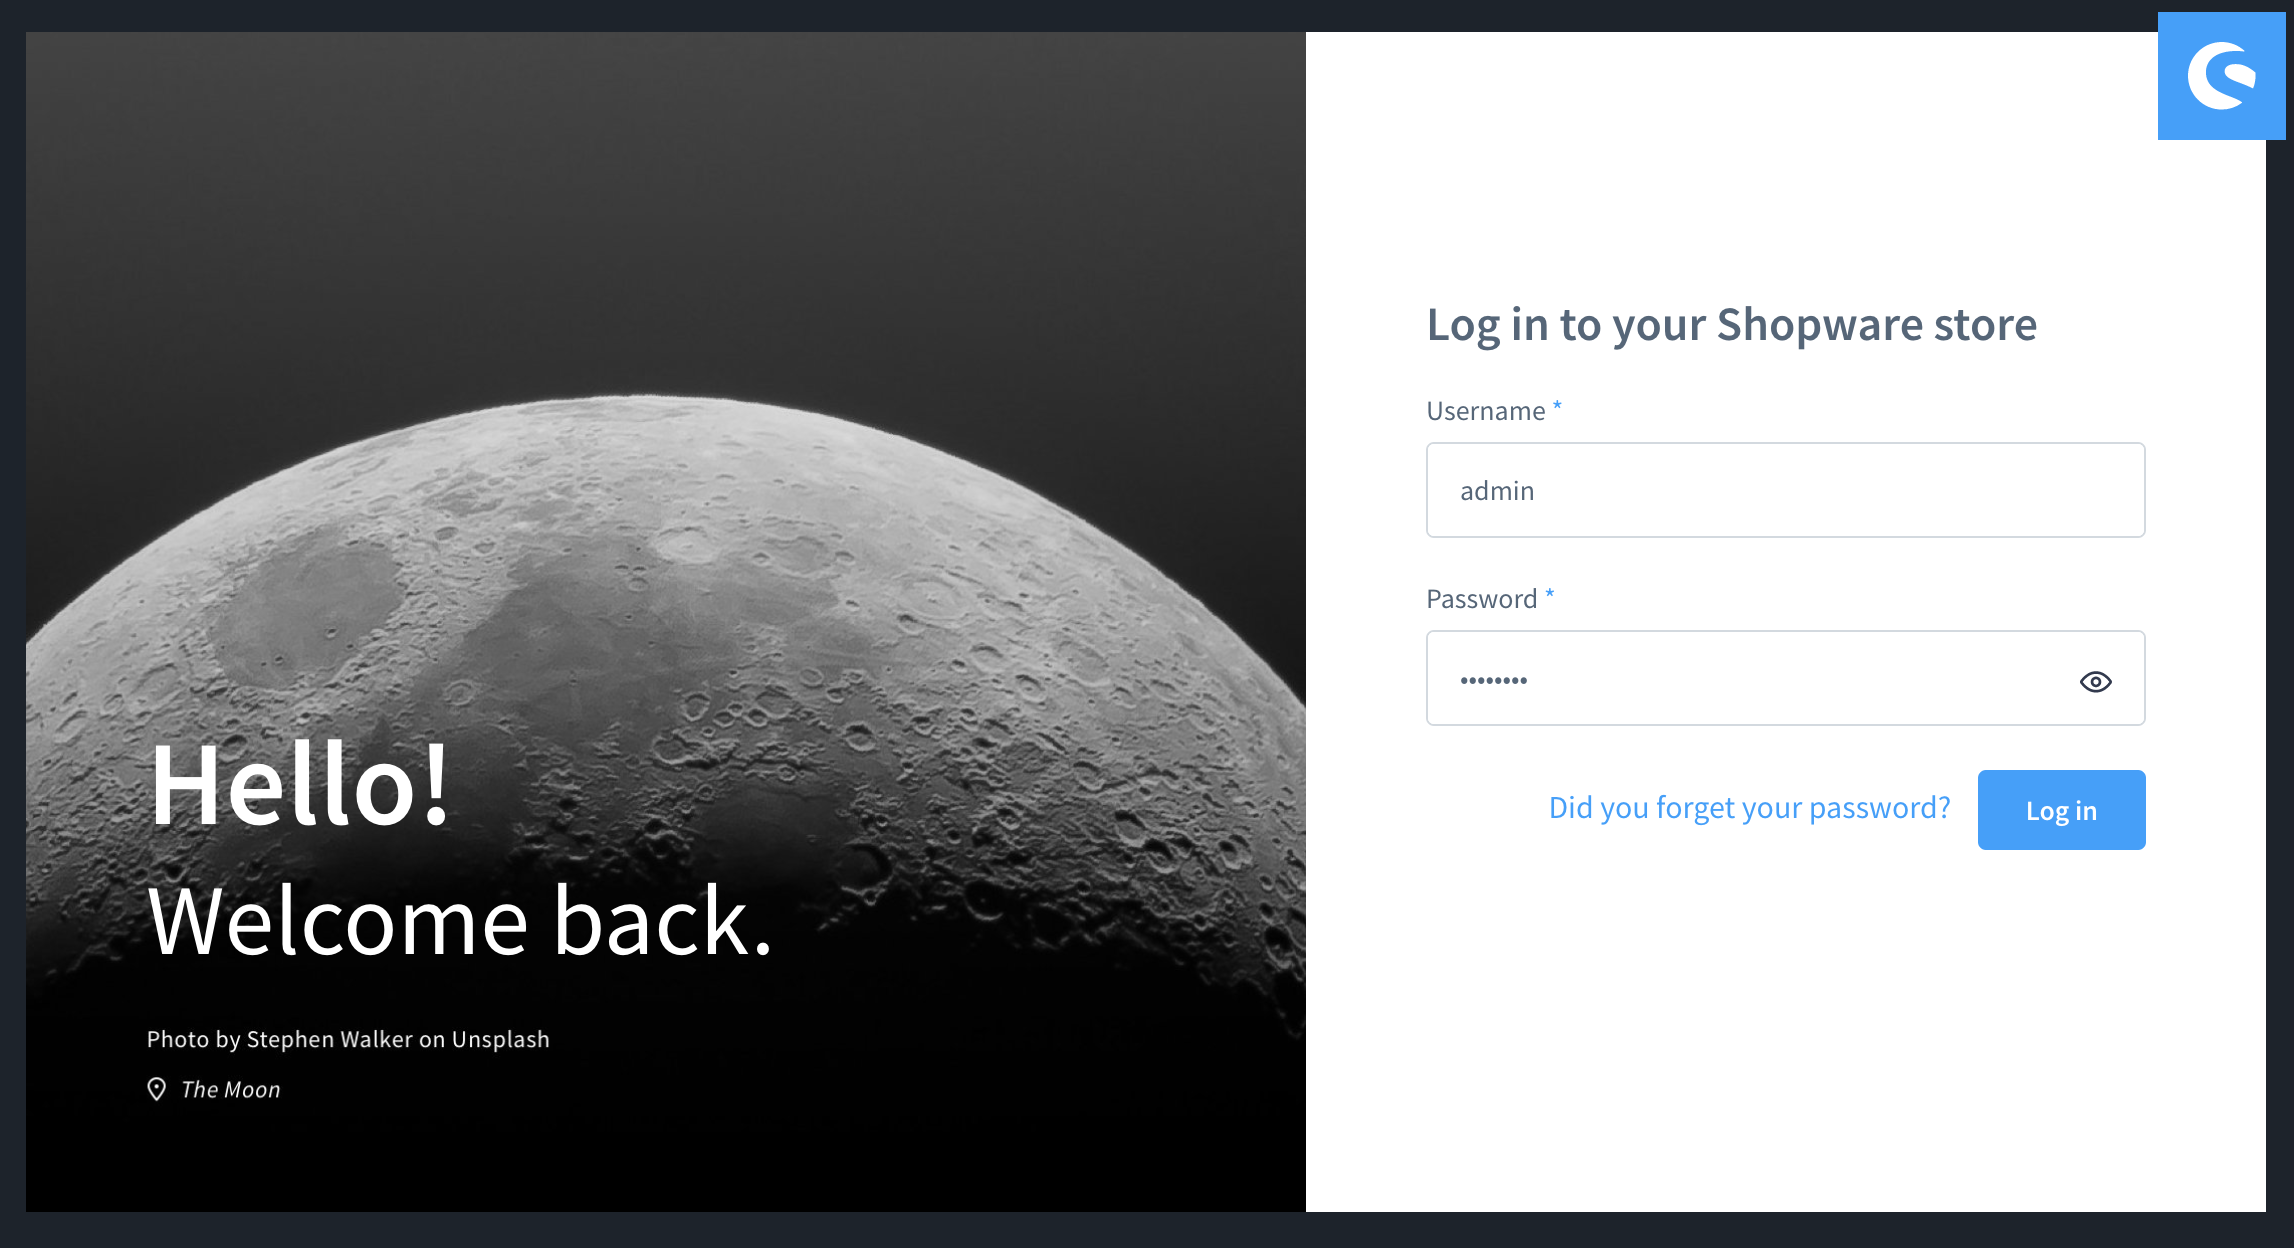 Hello!
Welcome back.
Photo by Stephen Walker on Unsplash
The Moon
Log in to your Shopware store
Username *
admin
Password *
••••••••
Did you forget your password?
Log in